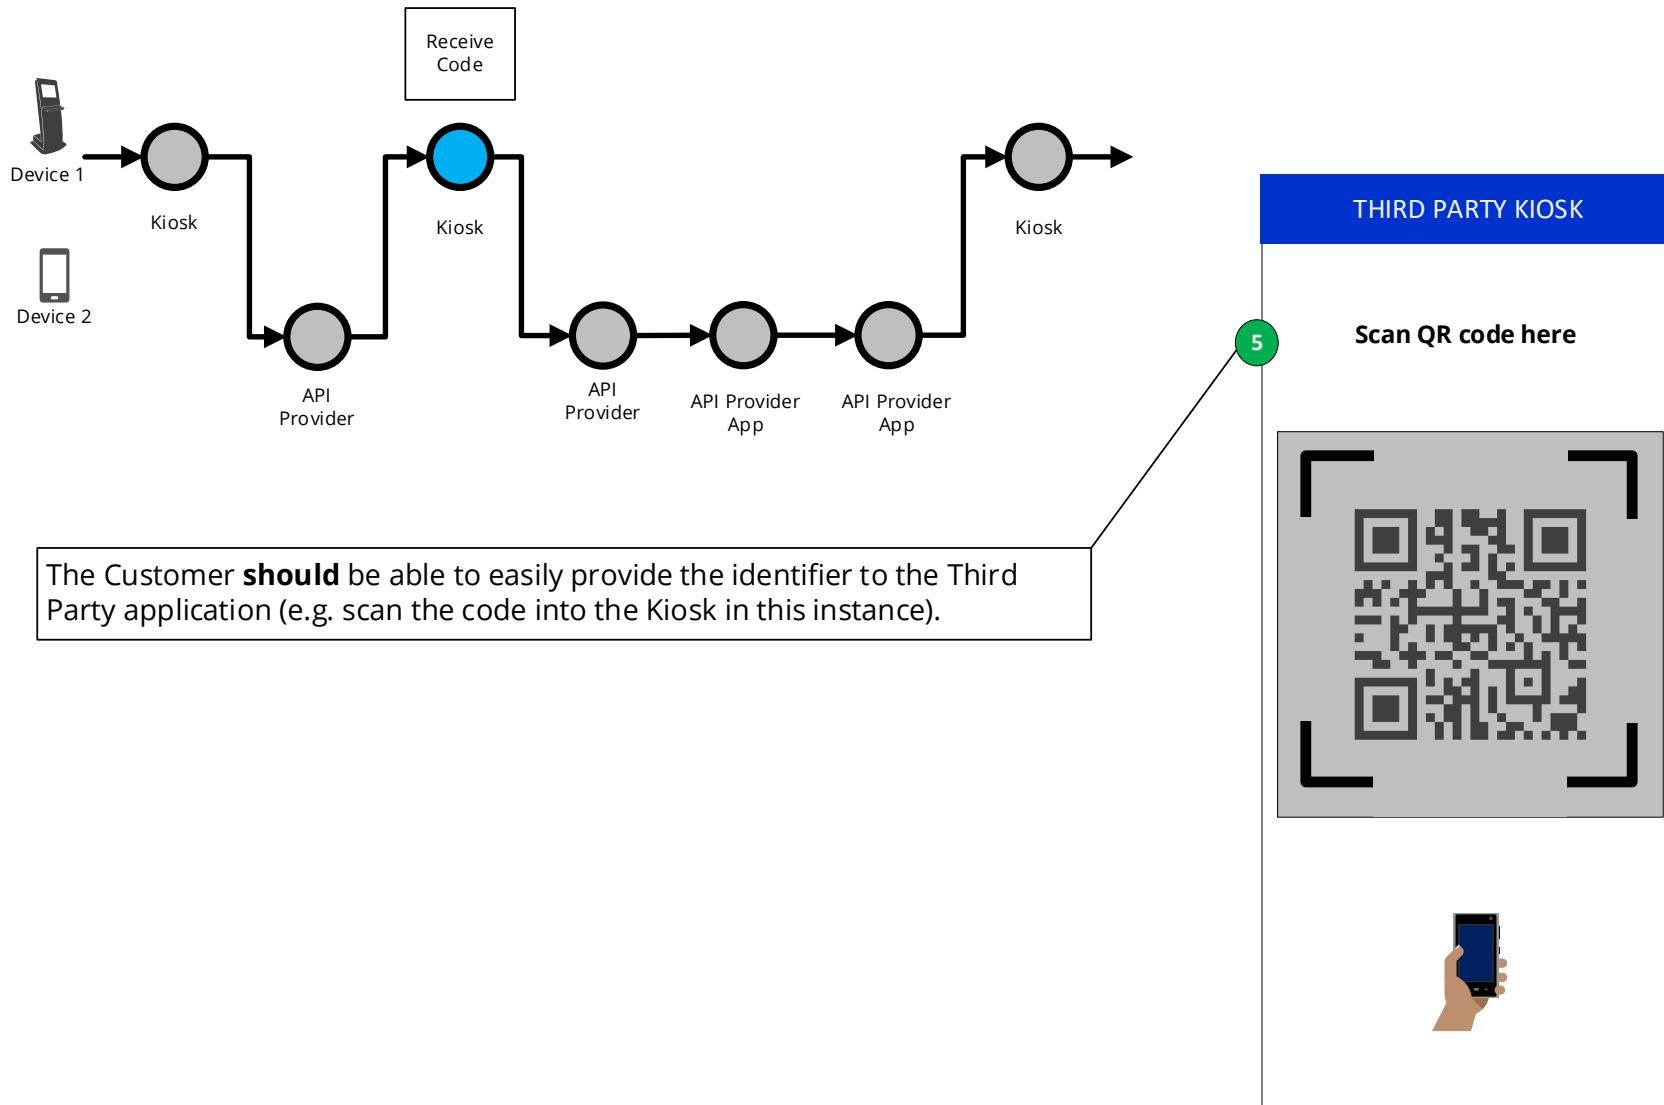 Receive
Code
Device 1
Kiosk
Kiosk
Kiosk
Device 2
API
Provider
API
Provider
API Provider
App
API Provider
App
THIRD PARTY KIOSK
5
Scan QR code here
The Customer should be able to easily provide the identifier to the Third
Party application (e.g. scan the code into the Kiosk in this instance).